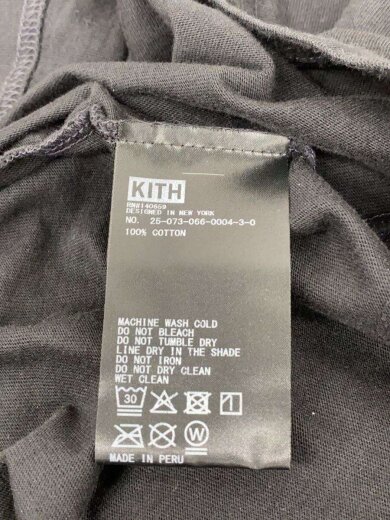 KITH
RN#140659
DESIGNED IN NEW YORK
NO. 25-073-066-0004-3-0
100% COTTON
MACHINE WASH COLD
DO NOT BLEACH
DO NOT TUMBLE DRY
LINE DRY IN THE SHADE
DO NOT IRON
DO NOT DRY CLEAN
WET CLEAN
30
W
MADE IN PERU